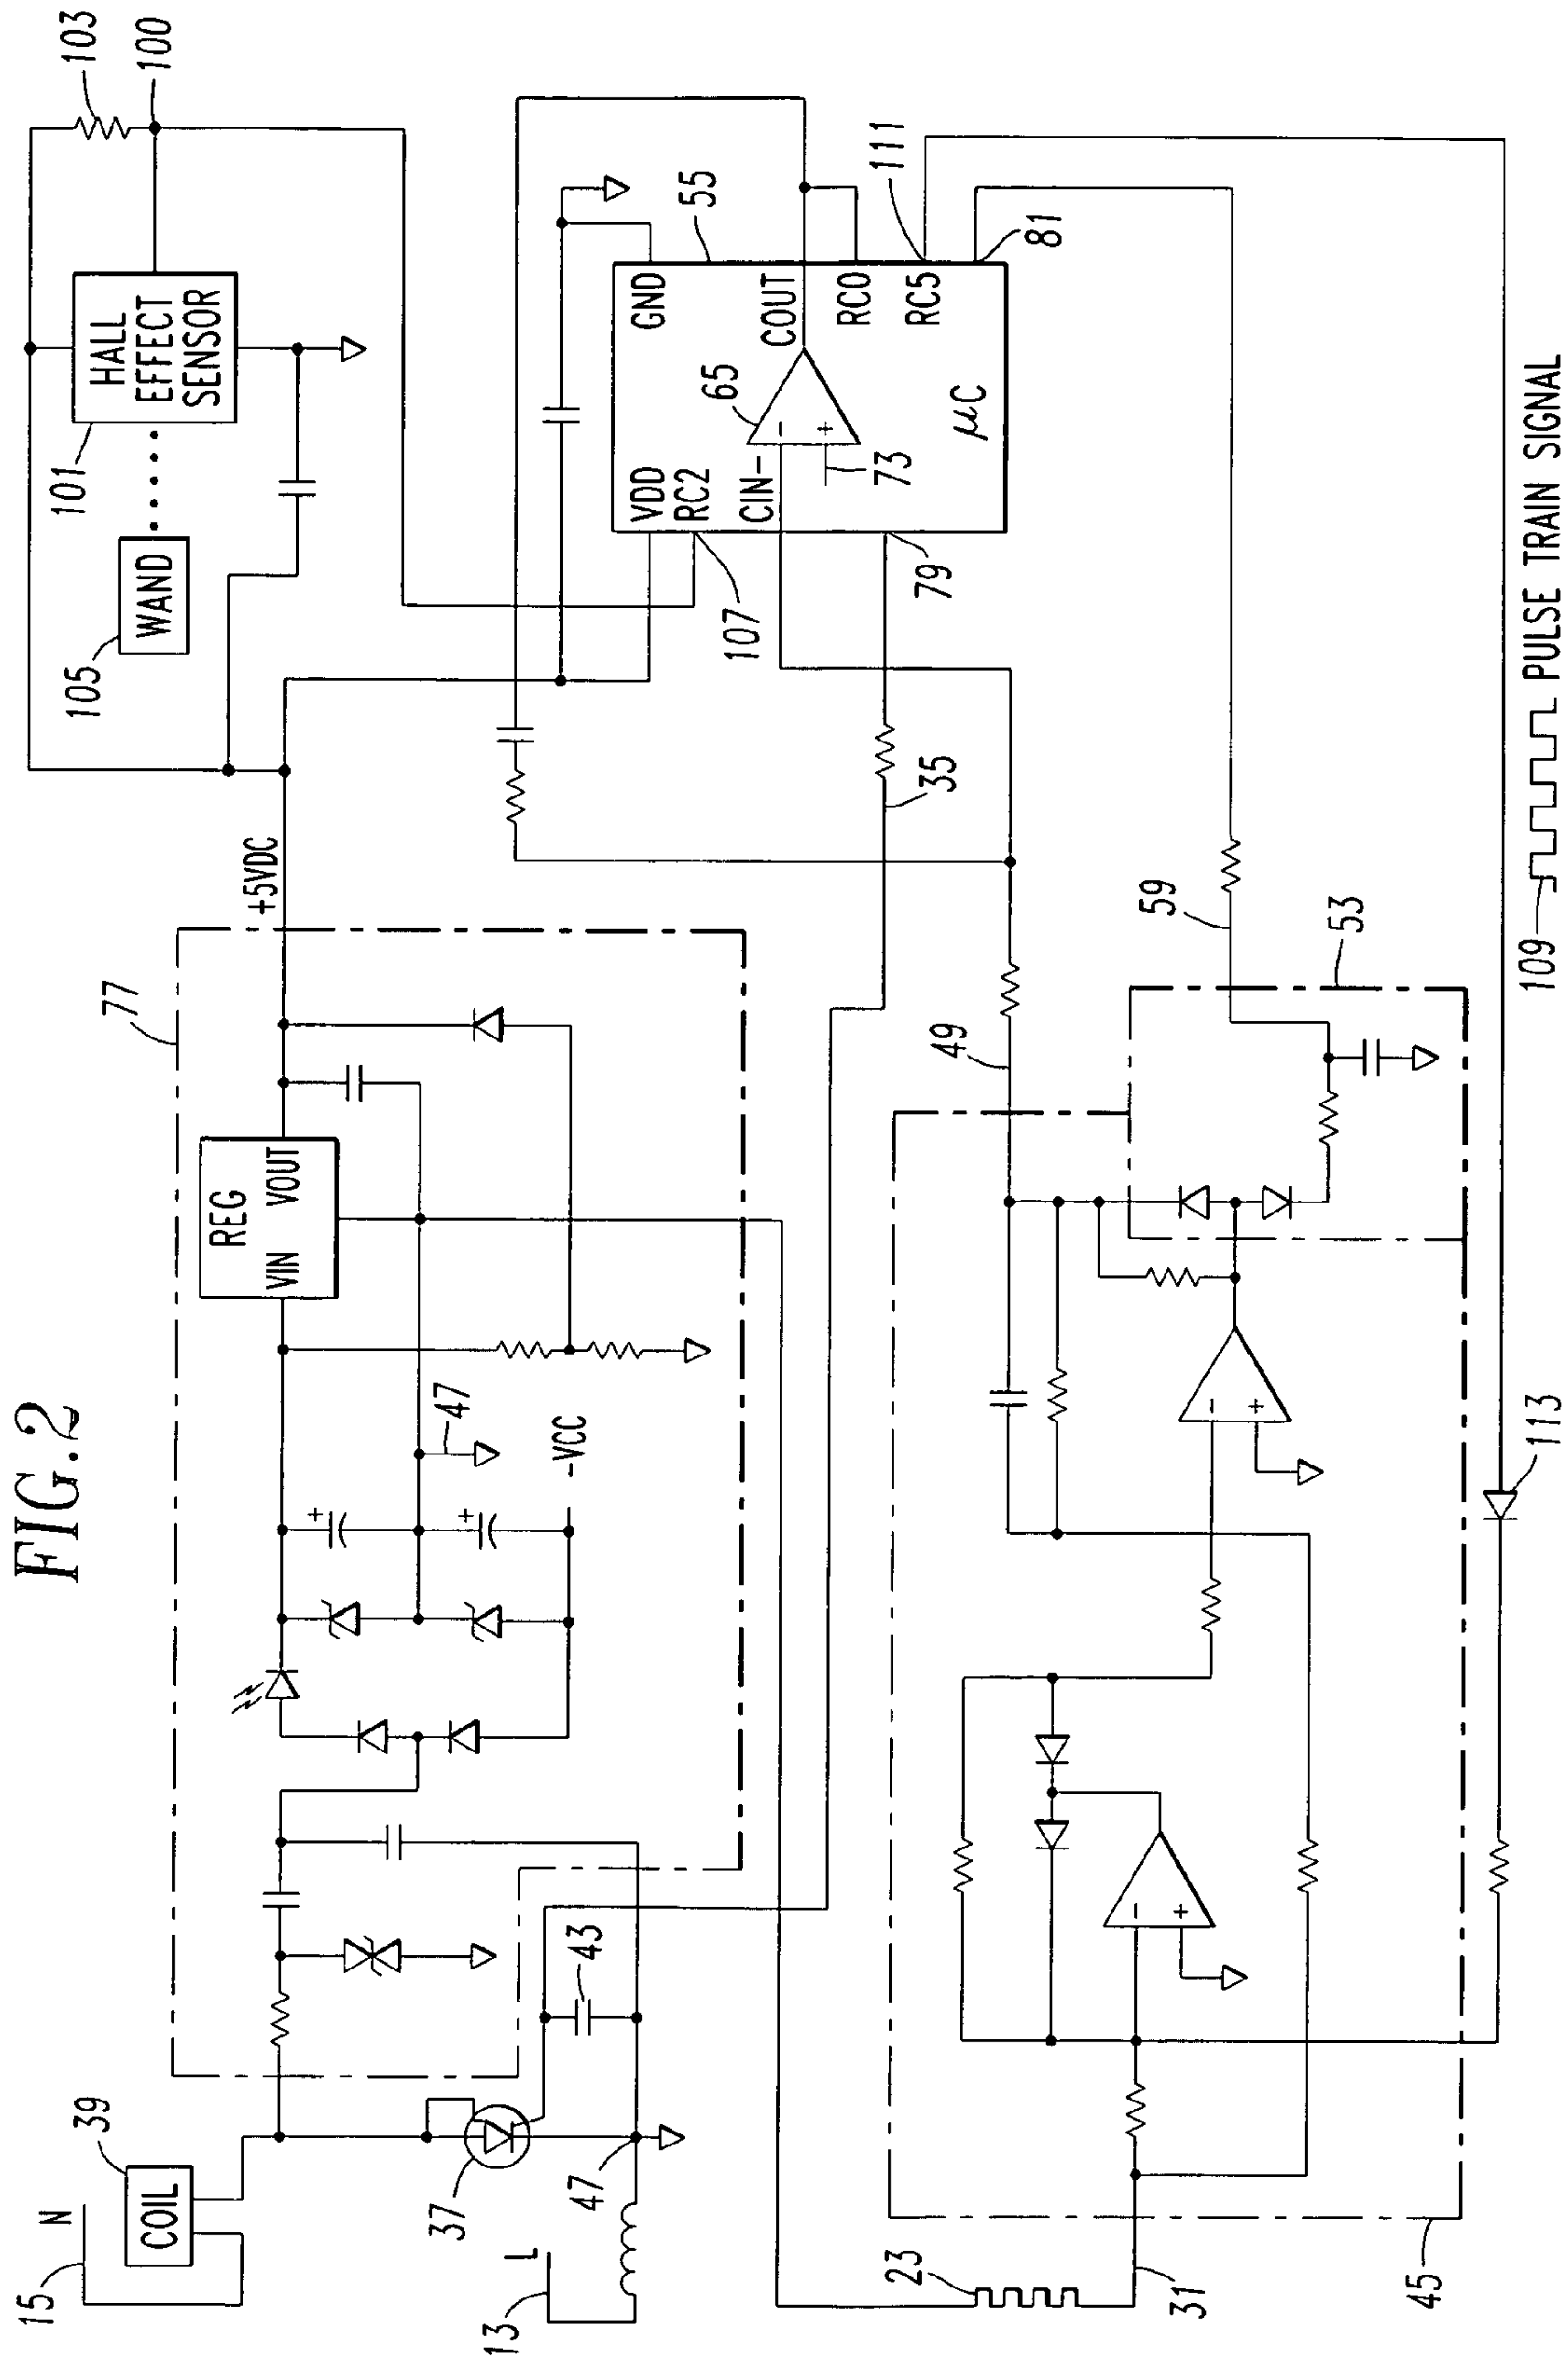 FIG.2
15
N
39
COIL
37
47
L
13
43
77
47
-VCC
REG
VIN
VOUT
+5VDC
105
WAND
101
HALL
EFFECT
SENSOR
103
100
VDD
RC2
CIN-
GND
COUT
RC0
RC5
65
-
+
73
μC
55
111
81
107
79
35
49
59
53
+
+
-
+
-
+
23
31
45
113
109
PULSE TRAIN SIGNAL